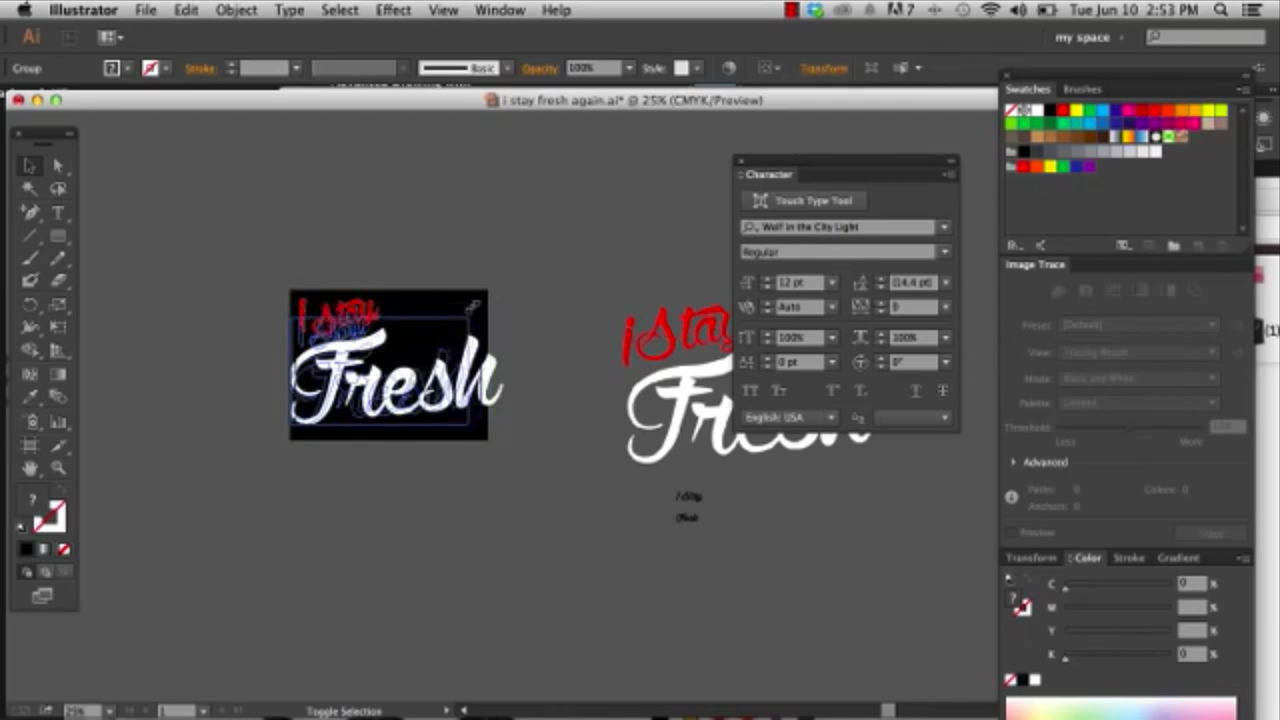 Illustrator File Edit Object Type Select Effect View Window Help
7 Tue Jun 10 2:53 PM
Ai my space
Group Stroke: Basic Opacity: 100% Style: Transform
i stay fresh again.ai* @ 25% (CMYK/Preview)
Swatches Brushes
Character
Touch Type Tool
Wolf in the City Light
Regular
12 pt (14.4 pt)
Auto 0
100% 100%
0 pt 0°
English: USA
i stay
Fresh
iStay
Fresh
i stay
Image Trace
Preset: [Default]
View: Tracing Result
Mode: Black and White
Palette: Limited
Threshold:
Less More
Advanced
Paths: 0 Colors: 0
Anchors: 0
Preview Trace
Transform Color Stroke Gradient
C 0 %
M %
Y %
K 0 %
(1)
25% 1 Toggle Selection